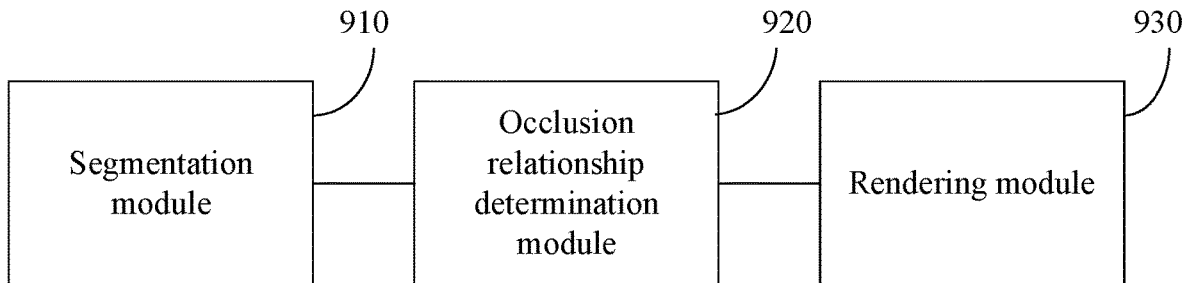 910
920
930
Segmentation
module
Occlusion
relationship
determination
module
Rendering module